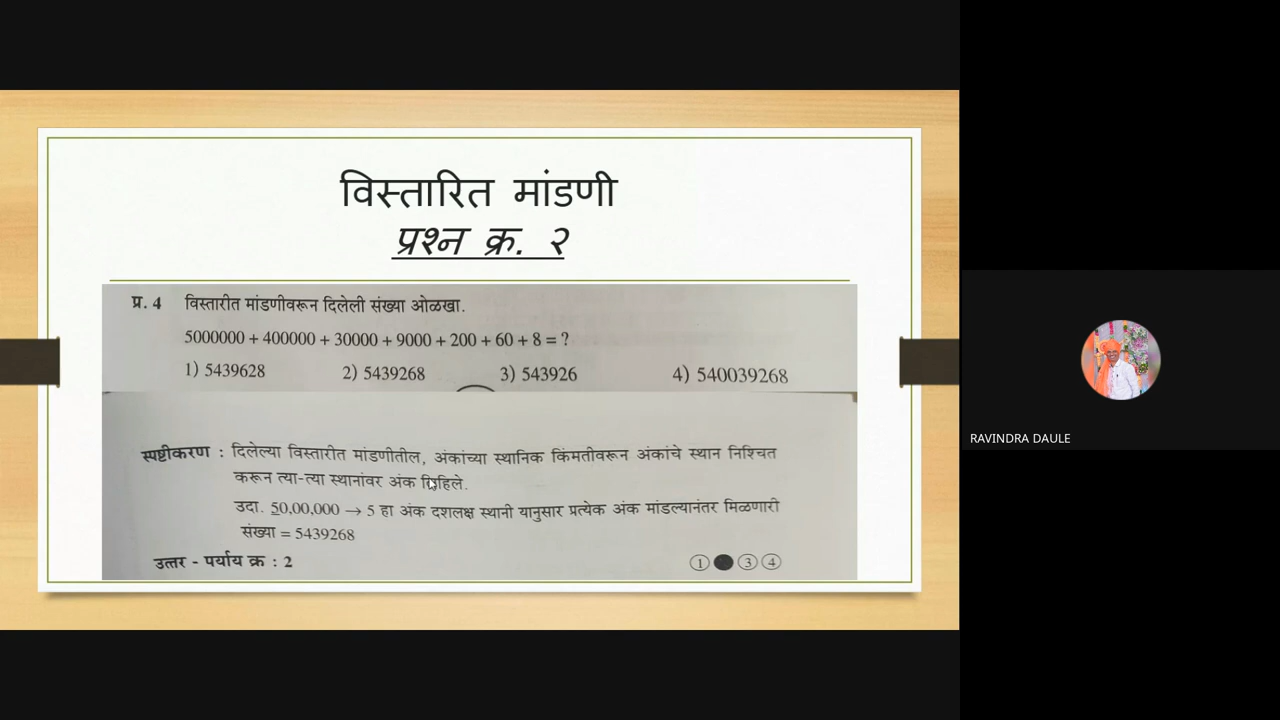 विस्तारित मांडणी
प्रश्न क्र. २
प्र. 4 विस्तारीत मांडणीवरून दिलेली संख्या ओळखा.
5000000 + 400000 + 30000 + 9000 + 200 + 60 + 8 = ?
1) 5439628 2) 5439268 3) 543926 4) 540039268
स्पष्टीकरण : दिलेल्या विस्तारीत मांडणीतील, अंकांच्या स्थानिक किंमतीवरून अंकांचे स्थान निश्चित
करून त्या-त्या स्थानांवर अंक लिहिले.
उदा. 50,00,000 → 5 हा अंक दशलक्ष स्थानी यानुसार प्रत्येक अंक मांडल्यानंतर मिळणारी
संख्या = 5439268
उत्तर - पर्याय क्र : 2 1 3 4
RAVINDRA DAULE